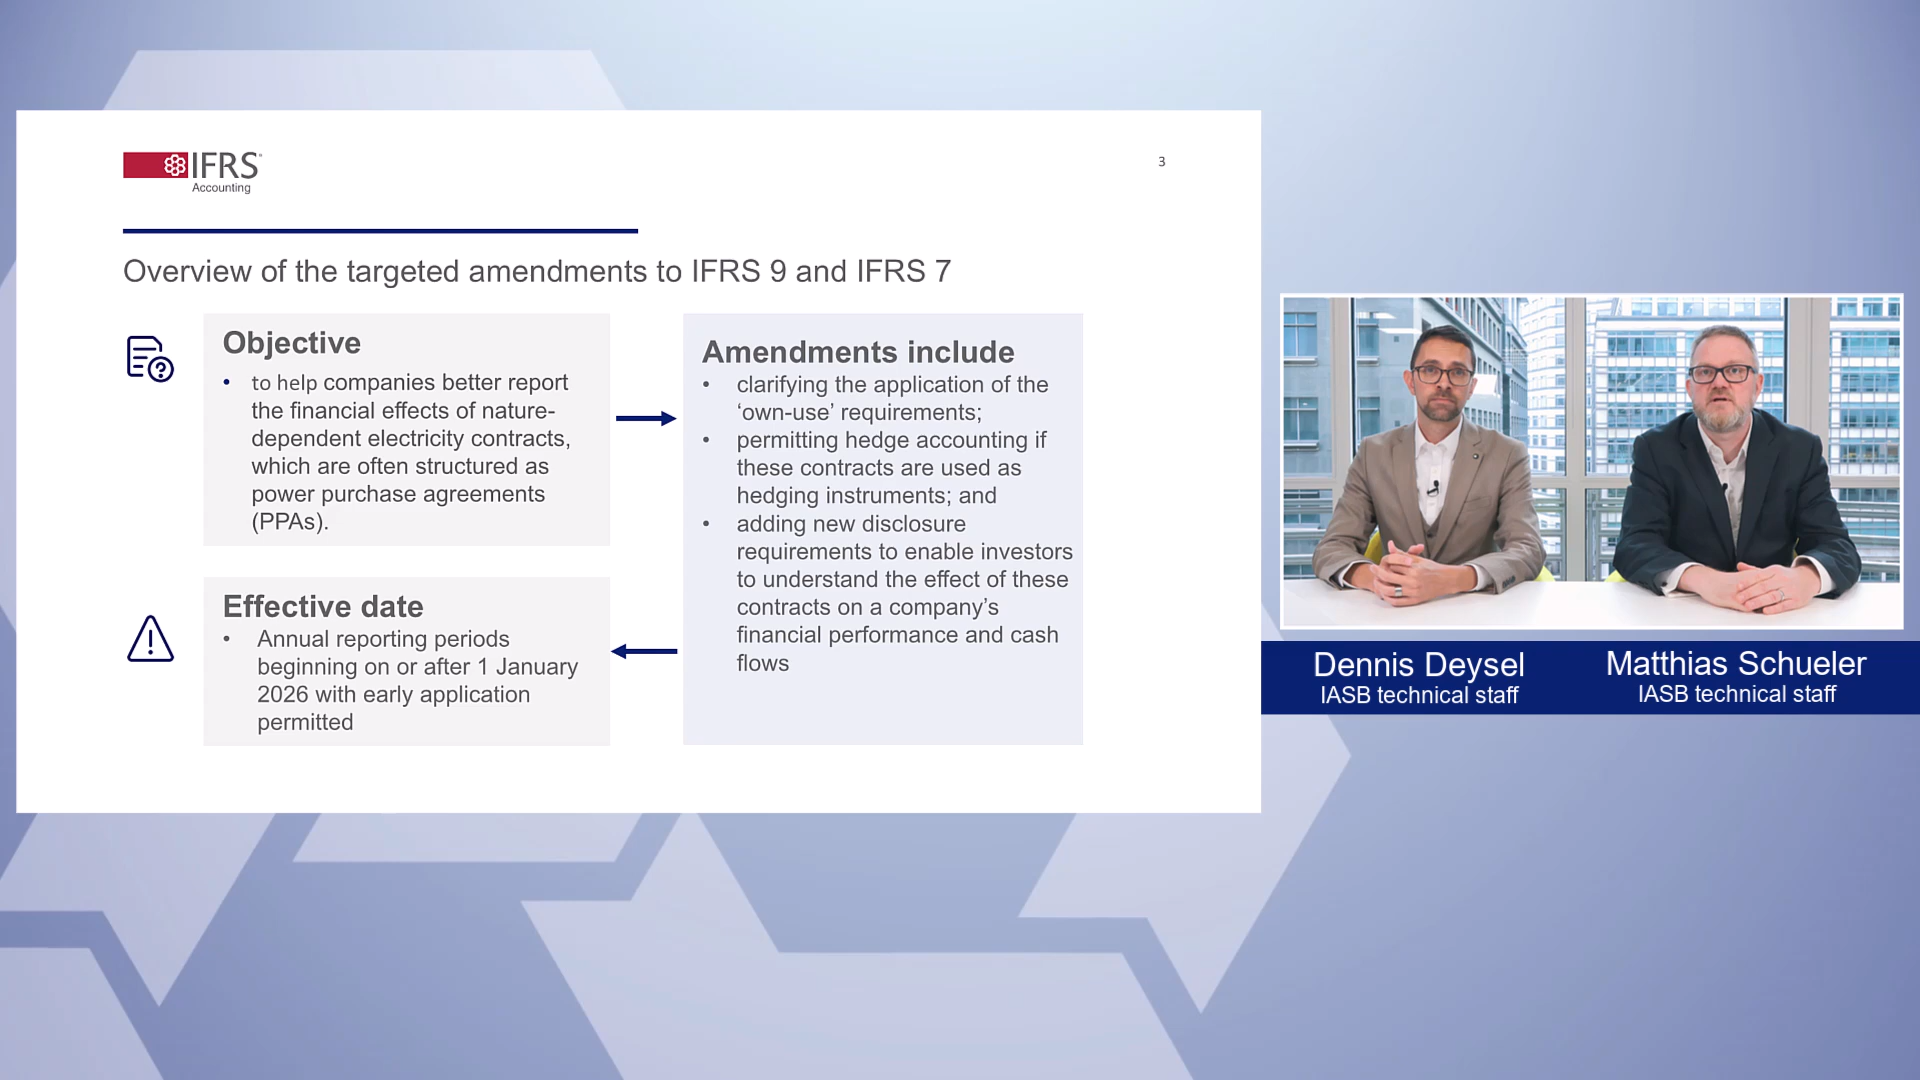 IFRS
Accounting
3
Overview of the targeted amendments to IFRS 9 and IFRS 7
Objective
• to help companies better report
the financial effects of nature-
dependent electricity contracts,
which are often structured as
power purchase agreements
(PPAs).
Effective date
• Annual reporting periods
beginning on or after 1 January
2026 with early application
permitted
Amendments include
• clarifying the application of the
‘own-use’ requirements;
• permitting hedge accounting if
these contracts are used as
hedging instruments; and
• adding new disclosure
requirements to enable investors
to understand the effect of these
contracts on a company’s
financial performance and cash
flows
Dennis Deysel
IASB technical staff
Matthias Schueler
IASB technical staff